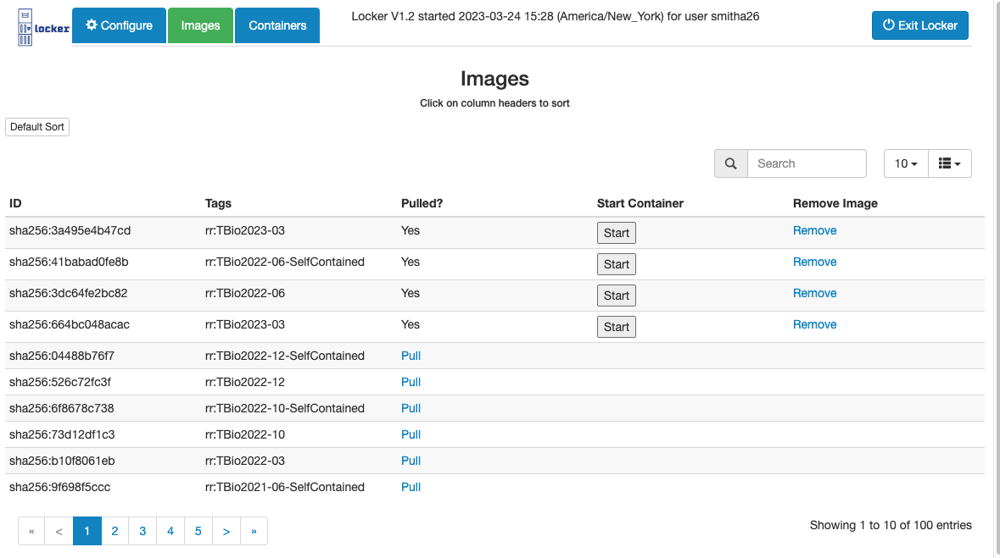 locker Configure Images Containers Locker V1.2 started 2023-03-24 15:28 (America/New_York) for user smitha26 Exit Locker
Images
Click on column headers to sort
Default Sort
Search 10
ID Tags Pulled? Start Container Remove Image
sha256:3a495e4b47cd rr:TBio2023-03 Yes Start Remove
sha256:41babad0fe8b rr:TBio2022-06-SelfContained Yes Start Remove
sha256:3dc64fe2bc82 rr:TBio2022-06 Yes Start Remove
sha256:664bc048acac rr:TBio2023-03 Yes Start Remove
sha256:04488b76f7 rr:TBio2022-12-SelfContained Pull
sha256:526c72fc3f rr:TBio2022-12 Pull
sha256:6f8678c738 rr:TBio2022-10-SelfContained Pull
sha256:73d12df1c3 rr:TBio2022-10 Pull
sha256:b10f8061eb rr:TBio2022-03 Pull
sha256:9f698f5ccc rr:TBio2021-06-SelfContained Pull
« < 1 2 3 4 5 > » Showing 1 to 10 of 100 entries